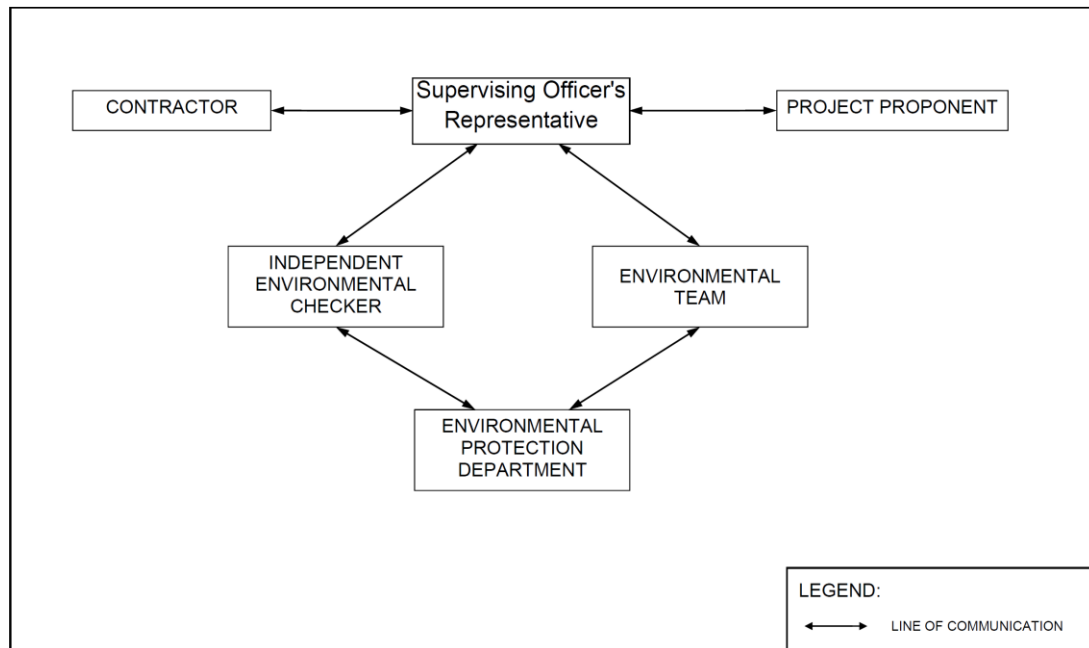 CONTRACTOR
Supervising Officer's
Representative
PROJECT PROPONENT
INDEPENDENT
ENVIRONMENTAL
CHECKER
ENVIRONMENTAL
TEAM
ENVIRONMENTAL
PROTECTION
DEPARTMENT
LEGEND:
LINE OF COMMUNICATION